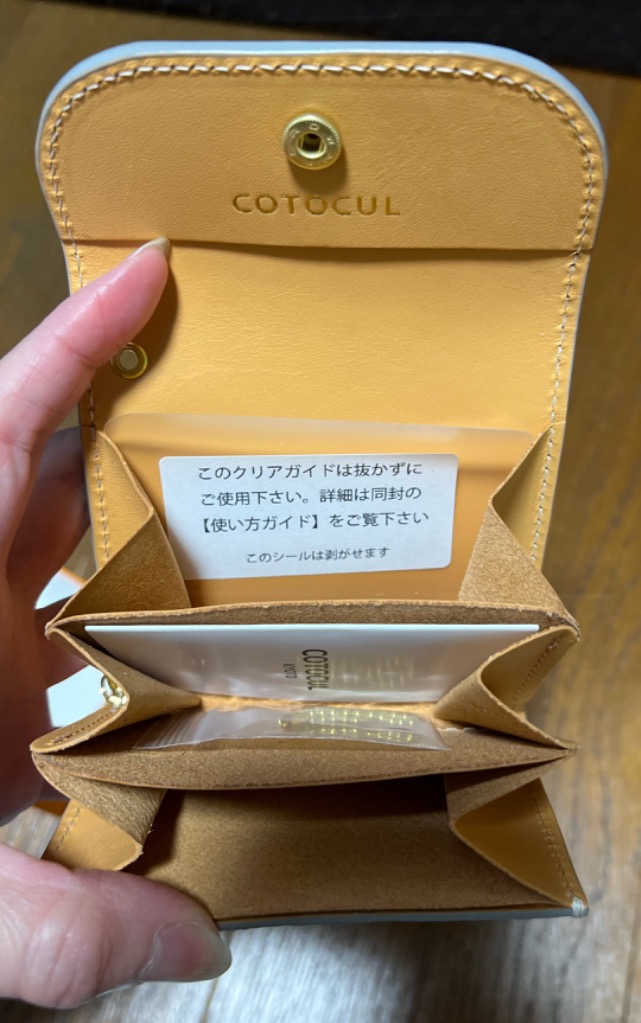 COTOCUL
このクリアガイドは抜かずに
ご使用下さい。詳細は同封の
【使い方ガイド】をご覧下さい
このシールは剥がせます
COTOCUL